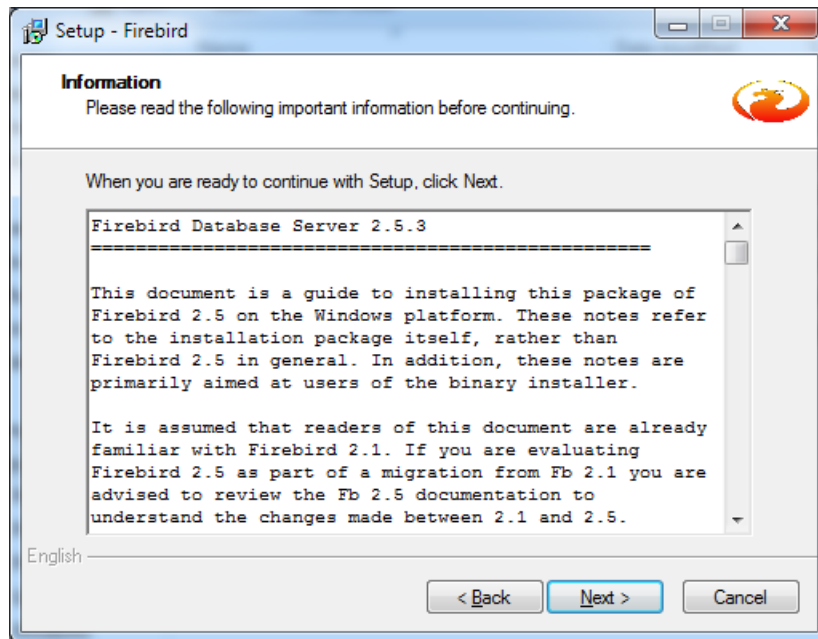 Setup - Firebird
Information
Please read the following important information before continuing.
When you are ready to continue with Setup, click Next.
Firebird Database Server 2.5.3
==================================================
This document is a guide to installing this package of
Firebird 2.5 on the Windows platform. These notes refer
to the installation package itself, rather than
Firebird 2.5 in general. In addition, these notes are
primarily aimed at users of the binary installer.
It is assumed that readers of this document are already
familiar with Firebird 2.1. If you are evaluating
Firebird 2.5 as part of a migration from Fb 2.1 you are
advised to review the Fb 2.5 documentation to
understand the changes made between 2.1 and 2.5.
English
< Back
Next >
Cancel